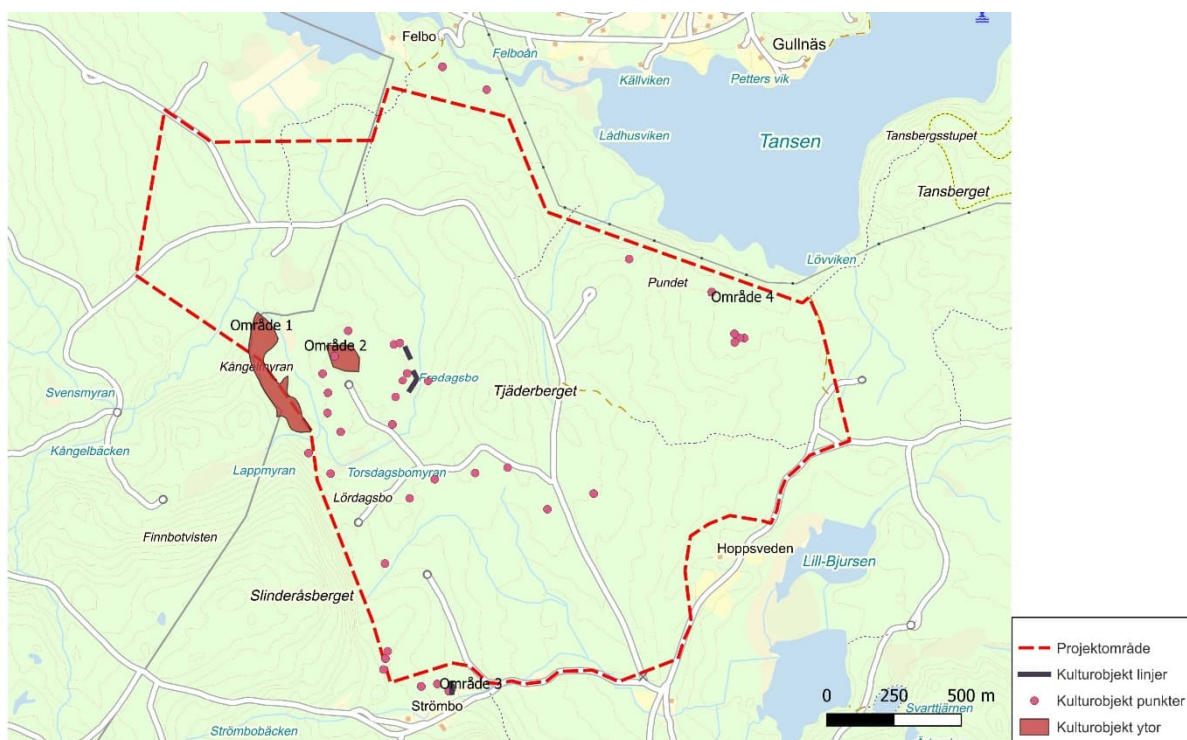 Felbo
Felboån
Gullnäs
Källviken
Petters vik
Lådhusviken
Tansen
Tansbergsstupet
Tansberget
Lövviken
Pundet
Område 4
Område 1
Område 2
Kångelmyran
Fredagsbo
Tjäderberget
Svensmyran
Kångelbäcken
Lappmyran
Torsdagsbomyran
Lördagsbo
Finnbotvisten
Hoppsveden
Lill-Bjursen
Slinderåsberget
Område 3
Strömbo
Strömbobäcken
Svarttjärnen
0 250 500 m
Projektområde
Kulturobjekt linjer
Kulturobjekt punkter
Kulturobjekt ytor